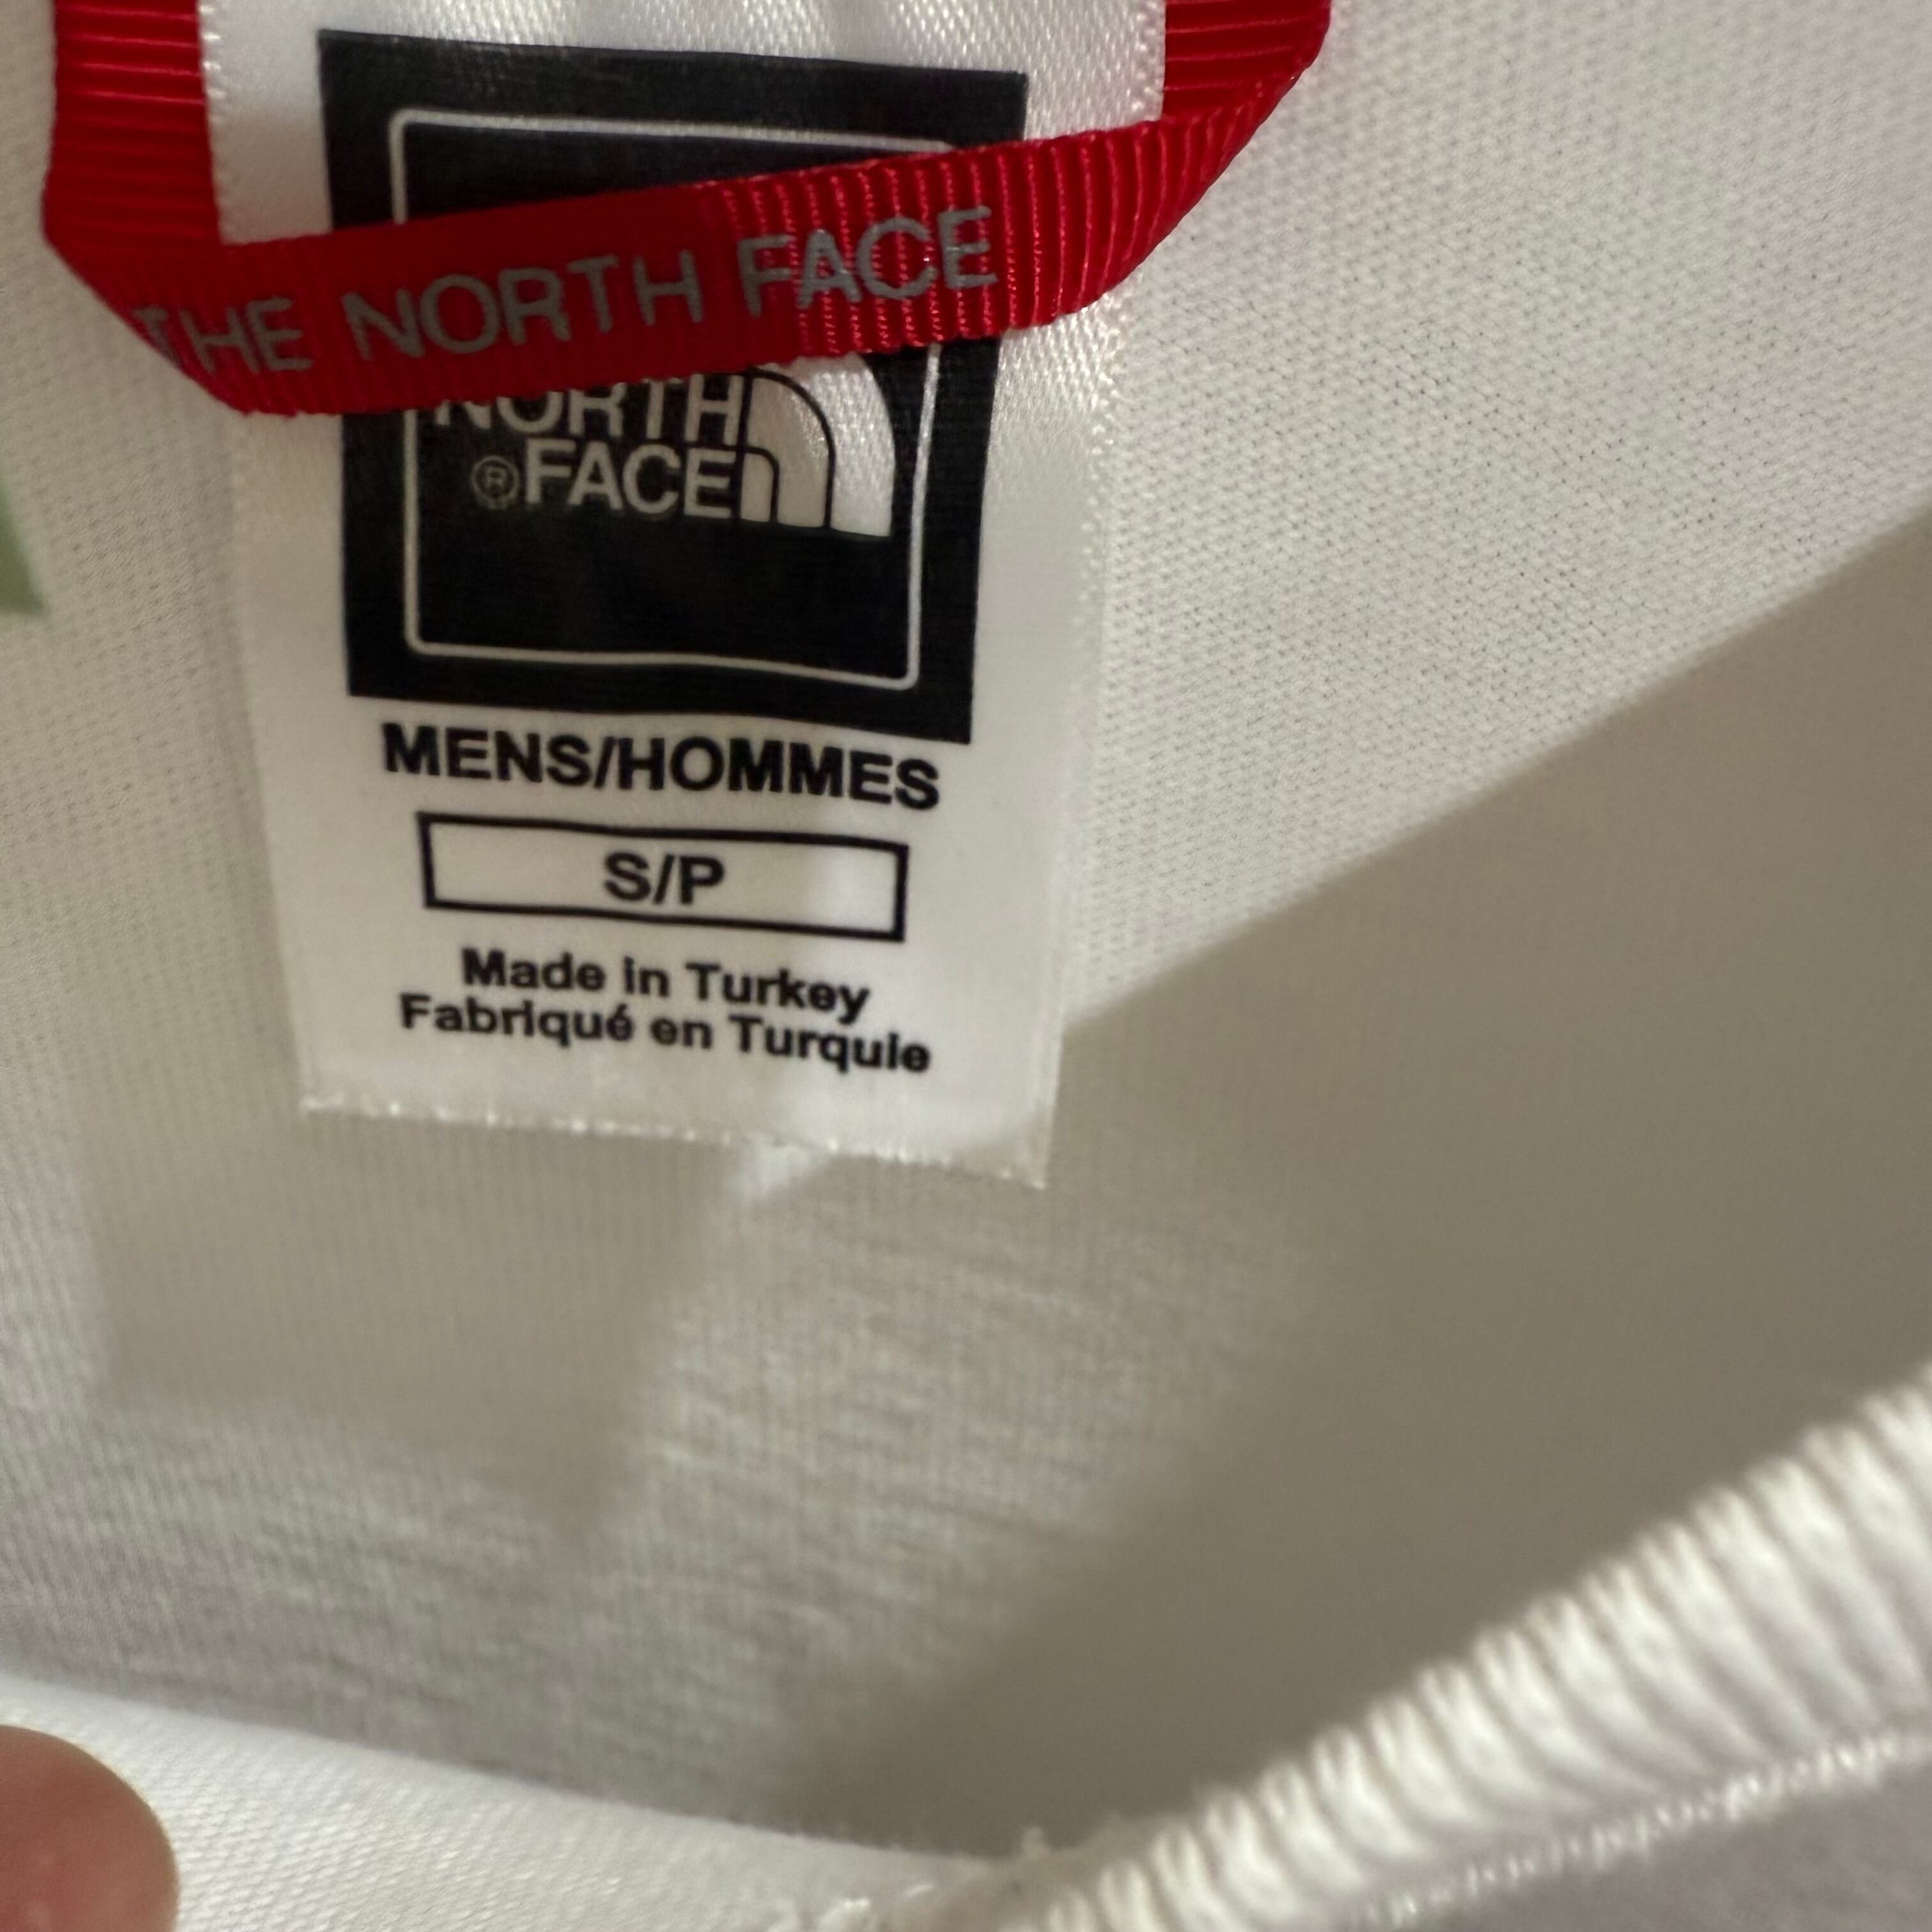 THE NORTH FACE
NORTH
®FACE
MENS/HOMMES
S/P
Made in Turkey
Fabriqué en Turquie